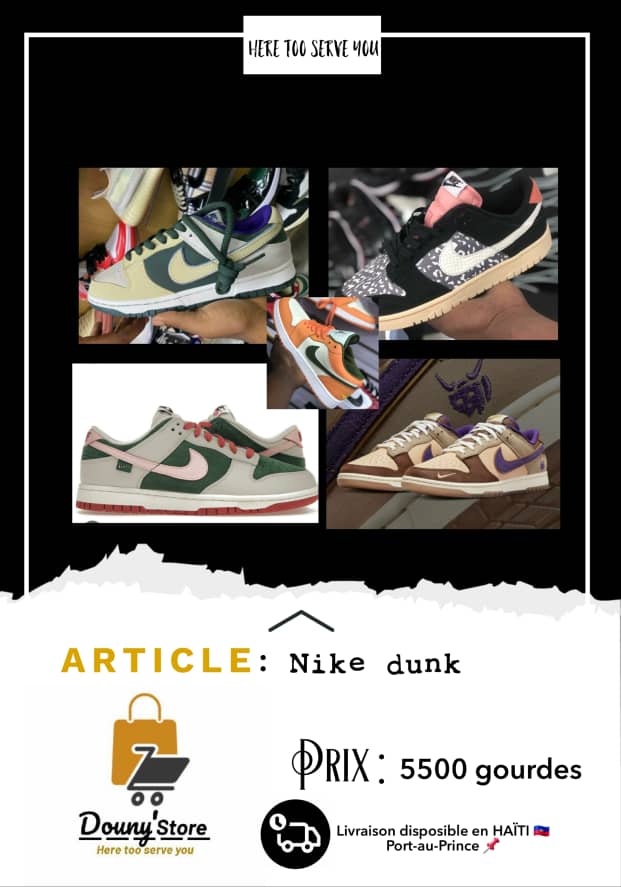 HERE TOO SERVE YOU
ARTICLE: Nike dunk
PRIX: 5500 gourdes
Douny'Store
Here too serve you
Livraison disposible en HAÏTI 🇭🇹
Port-au-Prince 📌